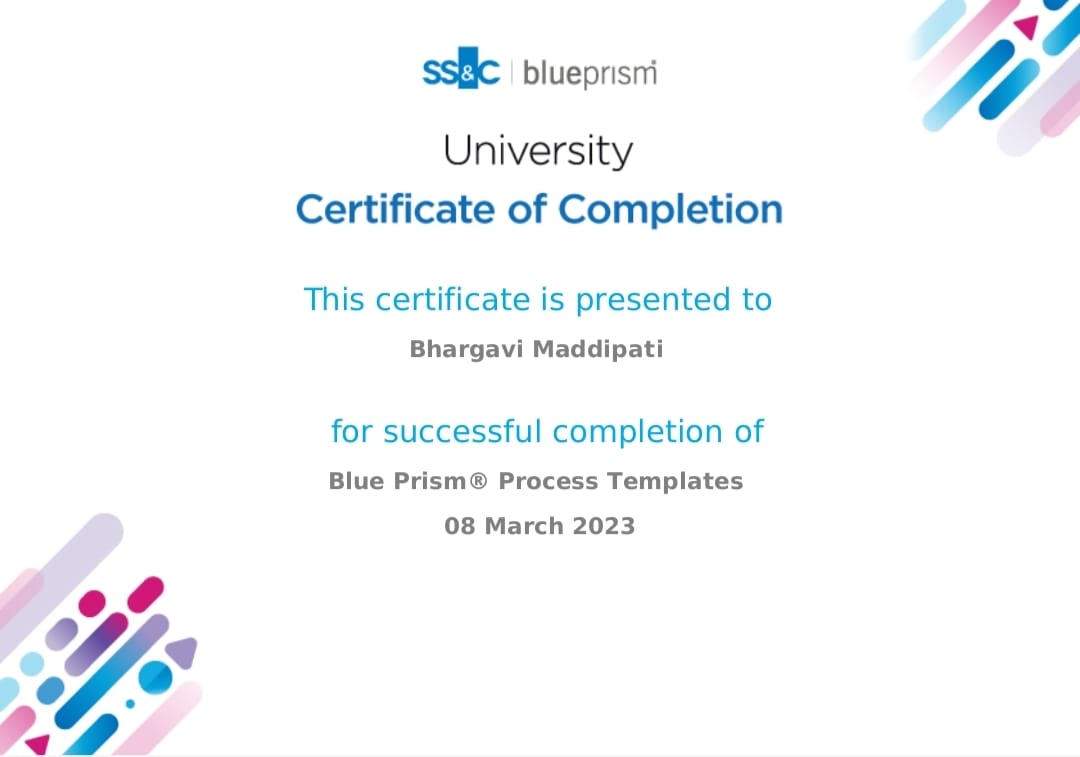 SS&C | blueprism
University
Certificate of Completion
This certificate is presented to
Bhargavi Maddipati
for successful completion of
Blue Prism® Process Templates
08 March 2023